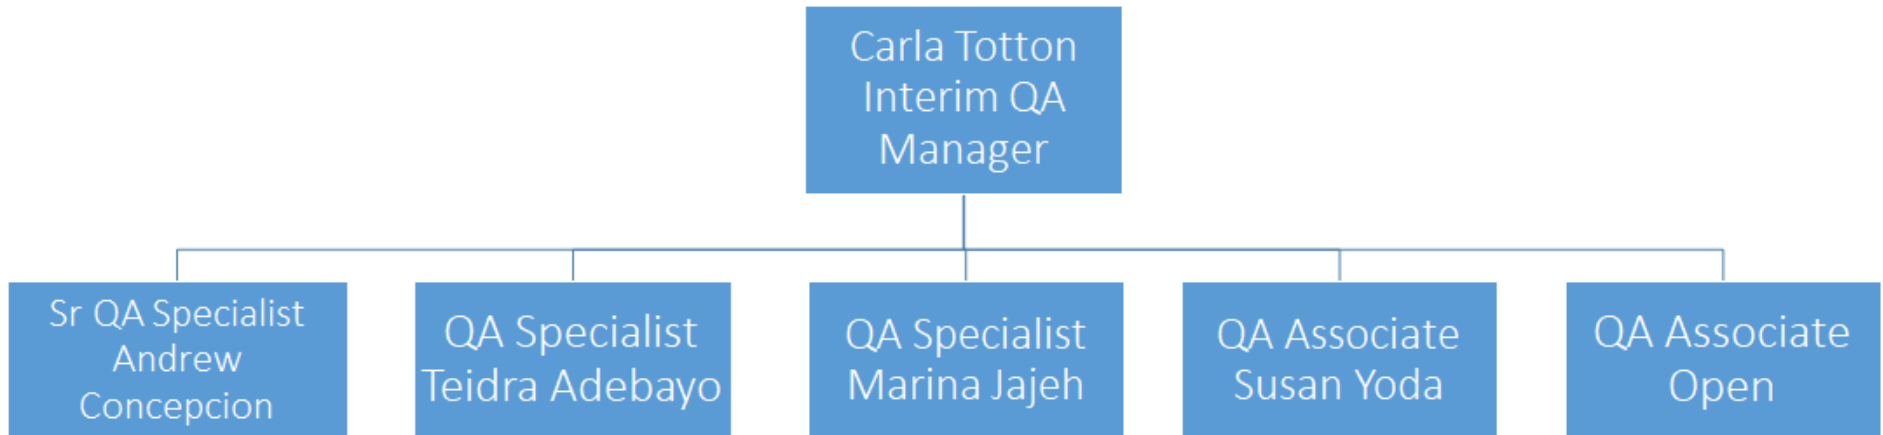 Carla Totton
Interim QA
Manager
Sr QA Specialist
Andrew
Concepcion
QA Specialist
Teidra Adebayo
QA Specialist
Marina Jajeh
QA Associate
Susan Yoda
QA Associate
Open